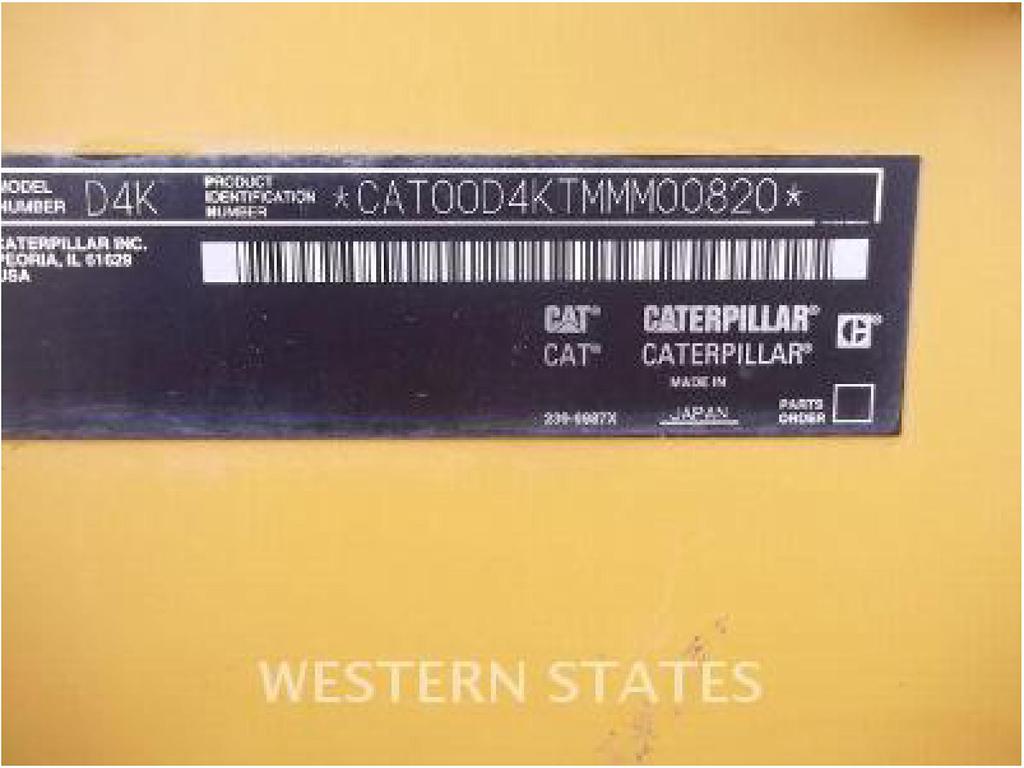 MODEL NUMBER D4K
PRODUCT IDENTIFICATION NUMBER *CAT00D4KTMMM00820*
CATERPILLAR INC.
PEORIA, IL 61629
USA
CAT® CATERPILLAR® C®
CAT® CATERPILLAR®
MADE IN
JAPAN
PARTS ORDER
WESTERN STATES